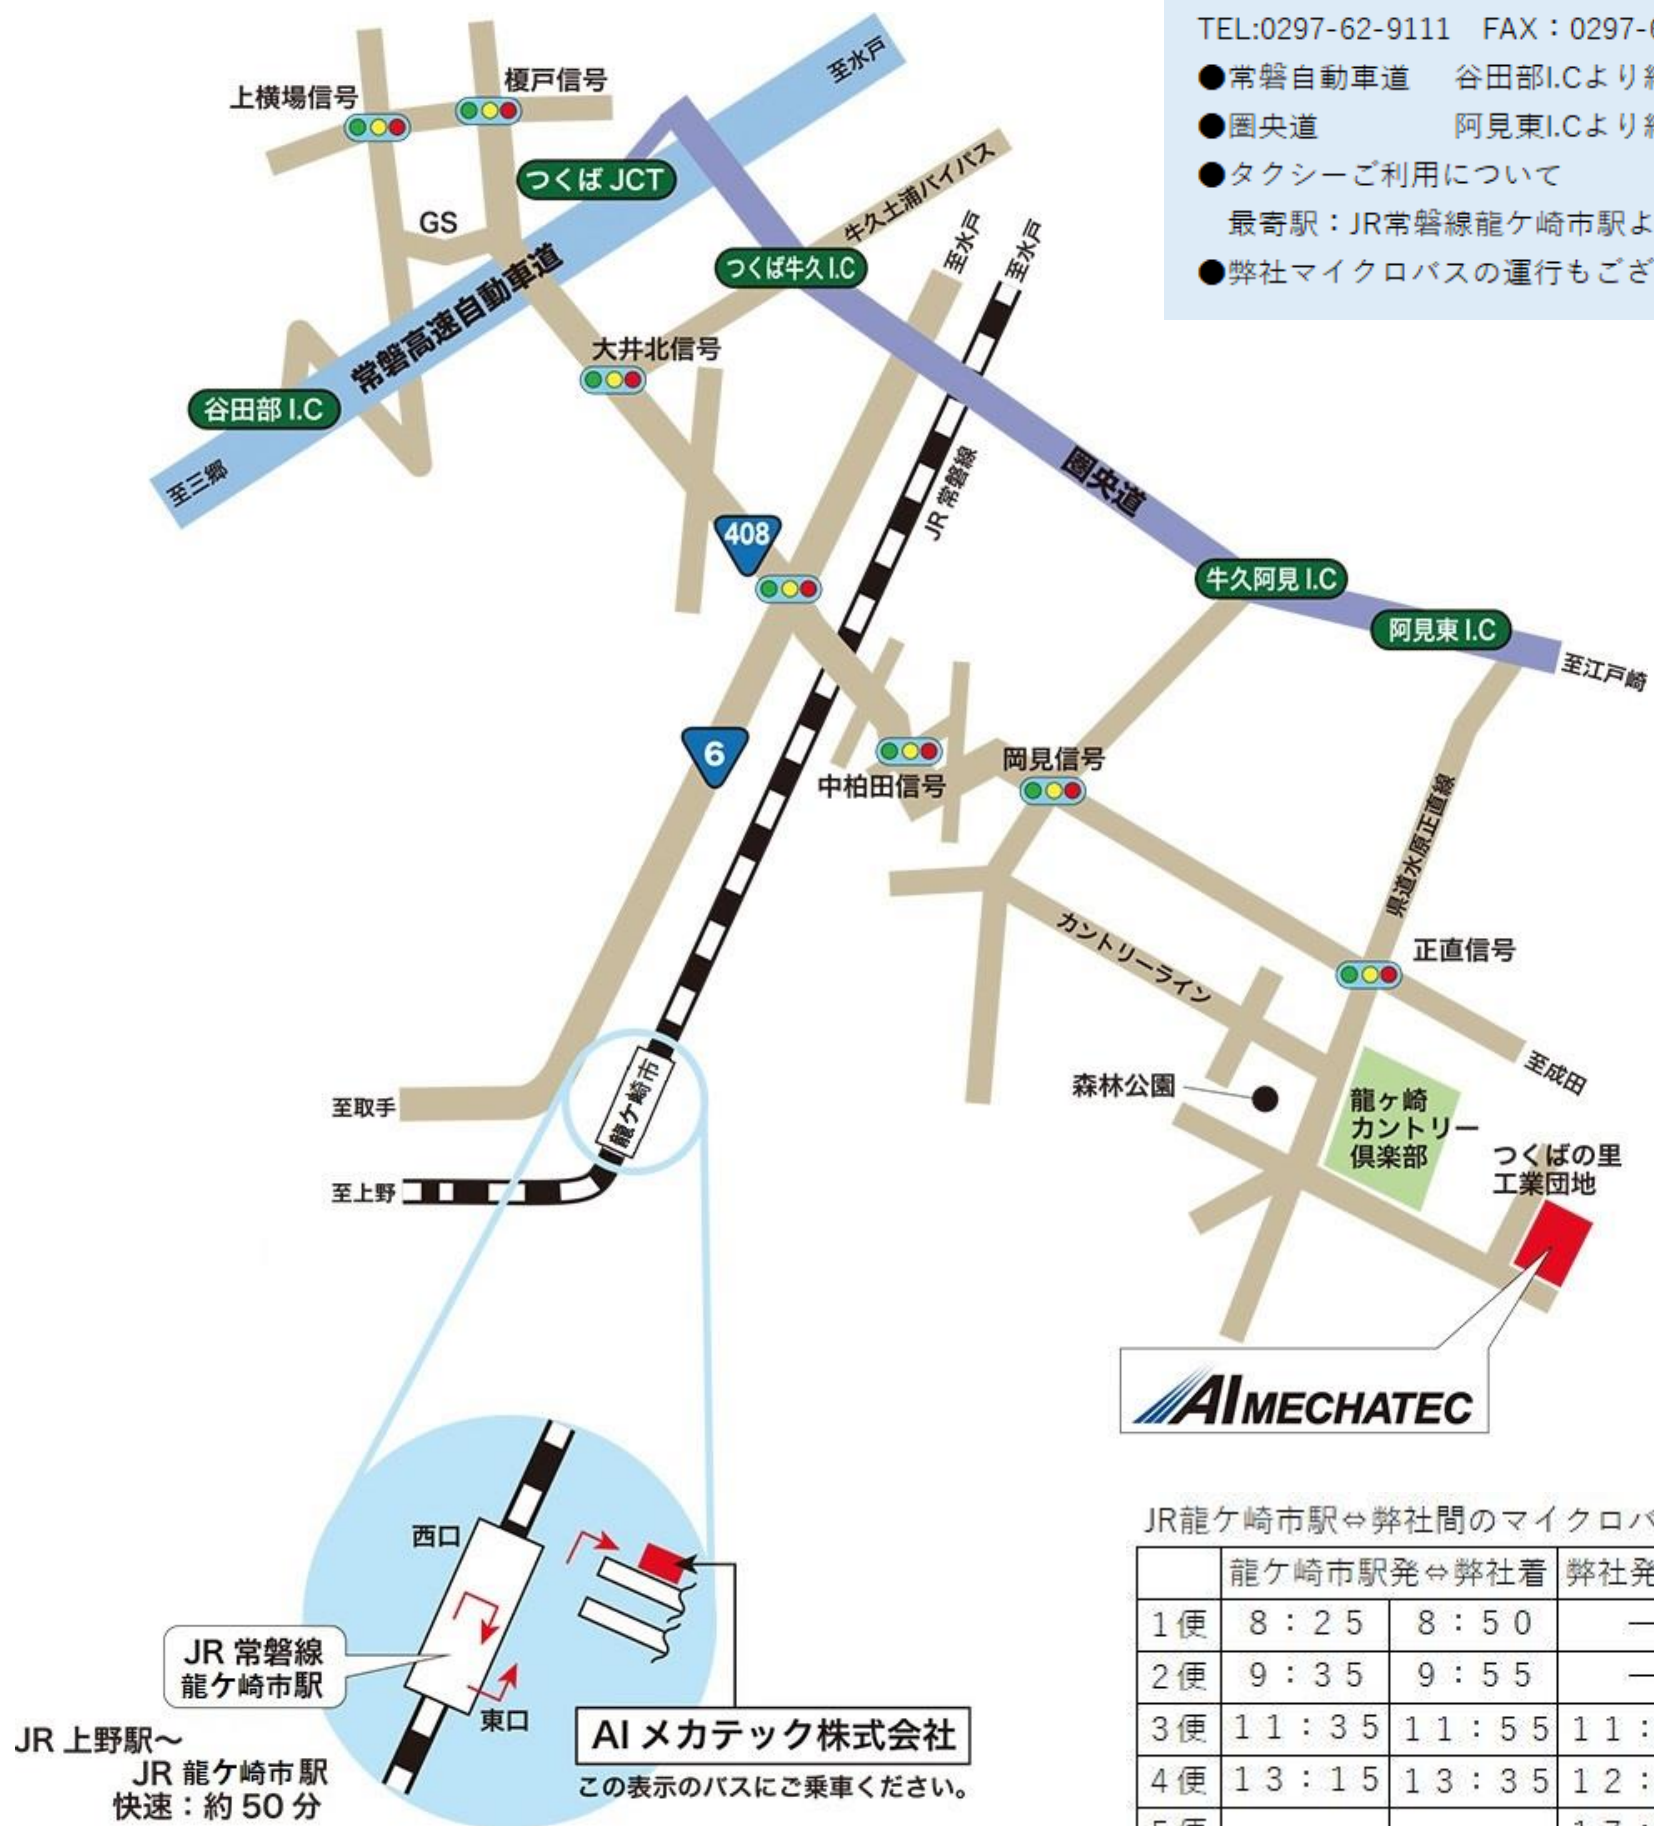 TEL:0297-62-9111 FAX：0297-
●常磐自動車道 谷田部I.Cより
●圏央道 阿見東I.Cより
●タクシーご利用について
最寄駅：JR常磐線龍ケ崎市駅よ
●弊社マイクロバスの運行もござ
至水戸
榎戸信号
上横場信号
つくば JCT
牛久土浦バイパス
GS
至水戸
至水戸
つくば牛久 I.C
常磐高速自動車道
大井北信号
谷田部 I.C
至三郷
JR 常磐線
圏央道
408
牛久阿見 I.C
阿見東 I.C
至江戸崎
6
中柏田信号
岡見信号
県道水原正直線
カントリーライン
正直信号
至成田
森林公園
龍ヶ崎
カントリー
倶楽部
つくばの里
工業団地
龍ケ崎市
至取手
至上野
AIMECHATEC
西口
JR 常磐線
龍ケ崎市駅
東口
AI メカテック株式会社
この表示のバスにご乗車ください。
JR 上野駅～
JR 龍ケ崎市駅
快速：約 50 分
JR龍ケ崎市駅⇔弊社間のマイクロバ
龍ケ崎市駅発⇔弊社着 弊社発
1便 8：25 8：50 —
2便 9：35 9：55 —
3便 11：35 11：55 11：
4便 13：15 13：35 12：